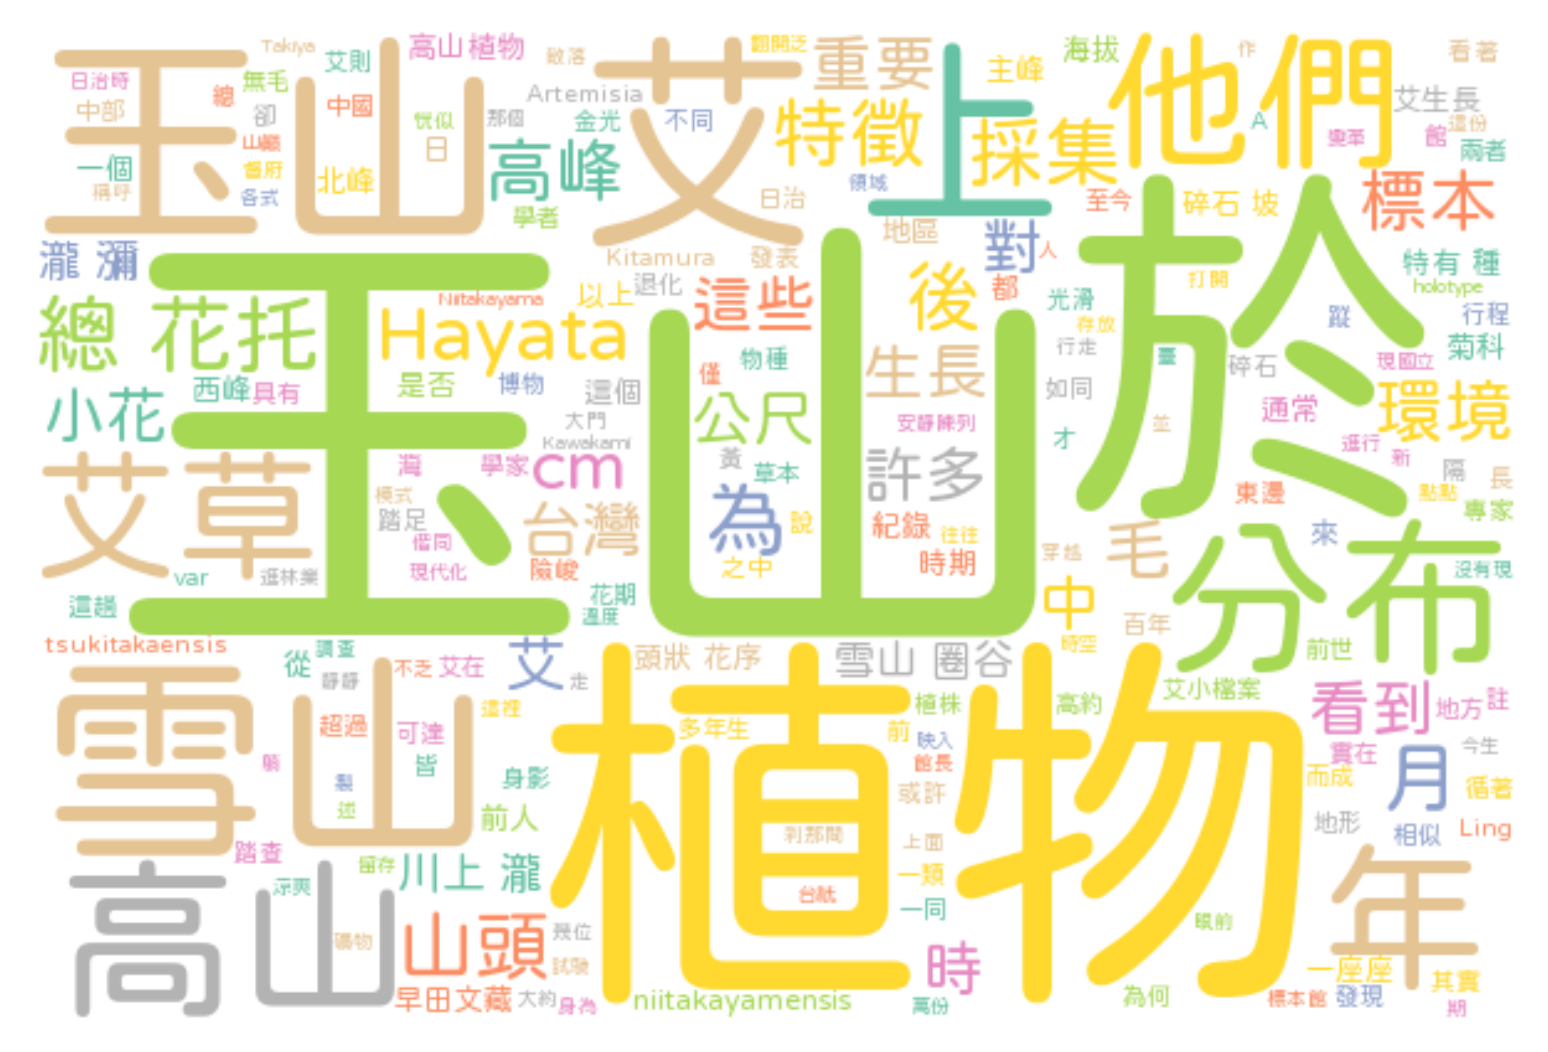 Takiya
高山 植物
散落
翻開泛
重要
主峰
海拔
他們
作
看著
玉山
艾
上
日治時
艾則
無毛
中國
總
中部
卻
恍似
那個
日
Artemisia
金光
不同
特徵
採集
A
艾生長
這份
館
兩者
山巔
一個
督府
稱呼
各式
北峰
高峰
學者
領域
日治
至今
碎石 坡
標本
瀧 彌
玉山
於
Kitamura
發表
地區
對
人
打開
特有 種
holotype
總 花托
Niitakayama
以上
退化
這些
後
都
光滑
存放
蹤
行程
Hayata
物種
行走
臺
碎石
現國立
菊科
小花
西峰
具有
是否
博物
這個
僅
生長
如同
通常
環境
大門
Kawakami
公尺
安靜陳列
才
並
進行
新
艾草
灣
學家
cm
黃
草本
許多
隔
長
模式
踏足
台灣
為
說
紀錄
往往
東邊
點點
專家
偕同
毛
來
var
進林業
現代化
險峻
之中
時期
穿越
分布
沒有現
這趟
花期
溫度
中
百年
時空
前世
tsukitakaensis
從
調查
不乏
艾在
艾
走
頭狀 花序
雪山 圈谷
艾小檔案
雪山
靜靜
超過
可達
這裡
植物
多年生
植株
前
映入
高約
看到
地方
註
躺
皆
製
述
身影
前人
館長
或許
實在
月
今生
而成
循著
地形
相似
Ling
踏查
留存
川上 瀧
剎那間
上面
一類
年
高山
涼爽
礦物
山頭
幾位
試驗
台紙
一同
眼前
時
一座座
其實
早田 文藏
大約
身為
niitakayamensis
萬份
為何
標本 館
發現
期